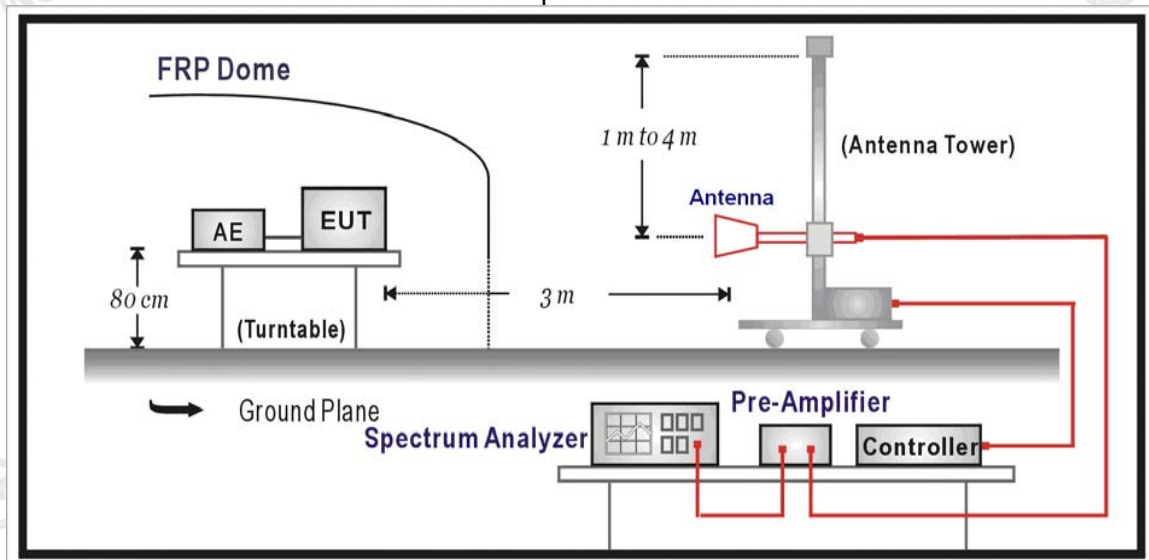 FRP Dome
1 m to 4 m
(Antenna Tower)
Antenna
AE
EUT
80 cm
3 m
(Turntable)
Ground Plane
Pre-Amplifier
Spectrum Analyzer
Controller